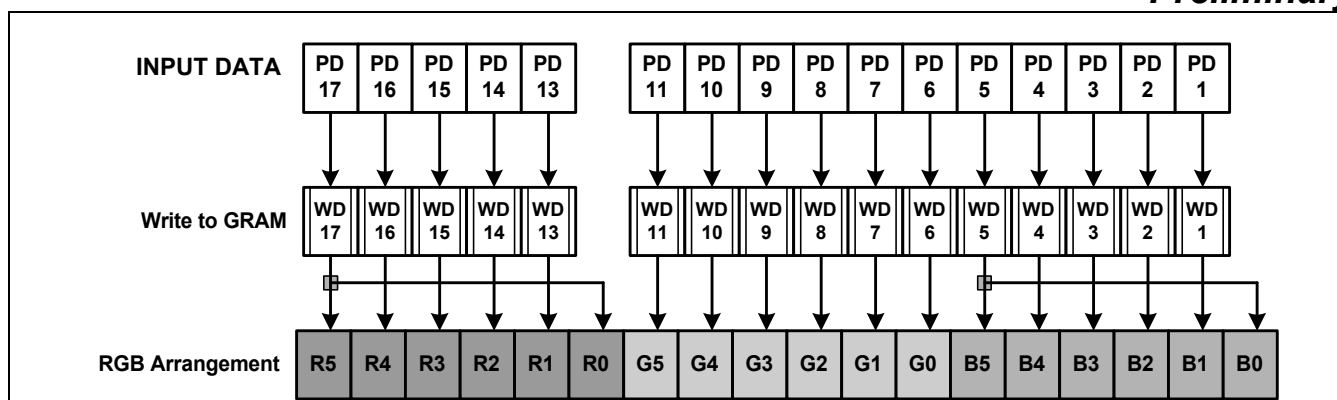 Preliminary
INPUT DATA PD 17 PD 16 PD 15 PD 14 PD 13 PD 11 PD 10 PD 9 PD 8 PD 7 PD 6 PD 5 PD 4 PD 3 PD 2 PD 1
Write to GRAM WD 17 WD 16 WD 15 WD 14 WD 13 WD 11 WD 10 WD 9 WD 8 WD 7 WD 6 WD 5 WD 4 WD 3 WD 2 WD 1
RGB Arrangement R5 R4 R3 R2 R1 R0 G5 G4 G3 G2 G1 G0 B5 B4 B3 B2 B1 B0